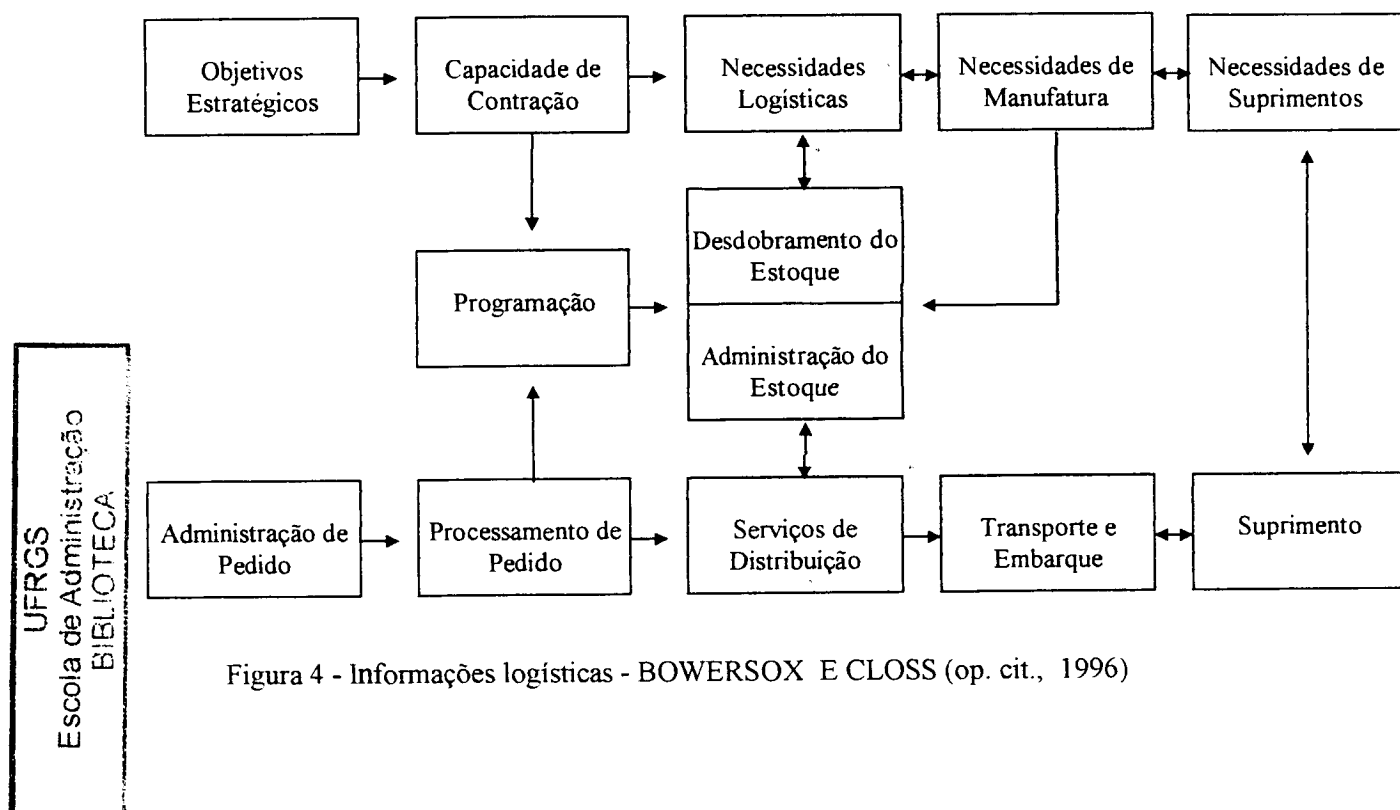 Objetivos
Estratégicos
Capacidade de
Contração
Necessidades
Logísticas
Necessidades de
Manufatura
Necessidades de
Suprimentos
Programação
Desdobramento do
Estoque
Administração do
Estoque
Administração de
Pedido
Processamento de
Pedido
Serviços de
Distribuição
Transporte e
Embarque
Suprimento
UFRGS
Escola de Administração
BIBLIOTECA
Figura 4 - Informações logísticas - BOWERSOX E CLOSS (op. cit., 1996)